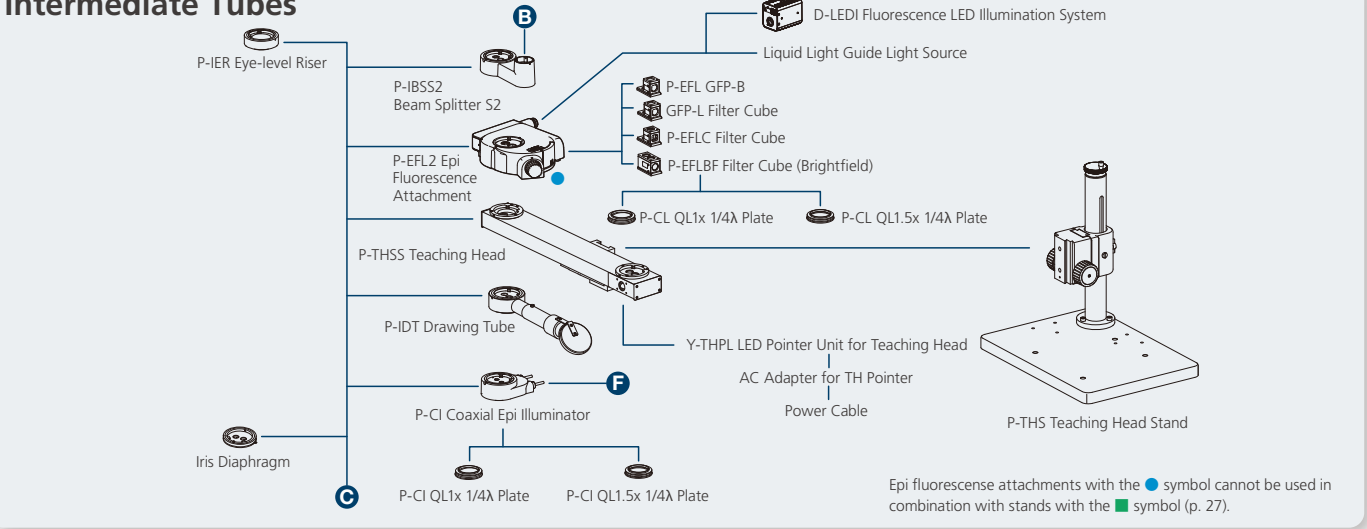 Intermediate Tubes
B
D-LEDI Fluorescence LED Illumination System
P-IER Eye-level Riser
Liquid Light Guide Light Source
P-IBSS2
Beam Splitter S2
P-EFL GFP-B
GFP-L Filter Cube
P-EFLC Filter Cube
P-EFLBF Filter Cube (Brightfield)
P-EFL2 Epi
Fluorescence
Attachment
P-CL QL1x 1/4λ Plate
P-CL QL1.5x 1/4λ Plate
P-THSS Teaching Head
P-IDT Drawing Tube
Y-THPL LED Pointer Unit for Teaching Head
AC Adapter for TH Pointer
Power Cable
F
P-CI Coaxial Epi Illuminator
P-THS Teaching Head Stand
Iris Diaphragm
P-CI QL1x 1/4λ Plate
P-CI QL1.5x 1/4λ Plate
C
Epi fluorescense attachments with the ● symbol cannot be used in
combination with stands with the ■ symbol (p. 27).